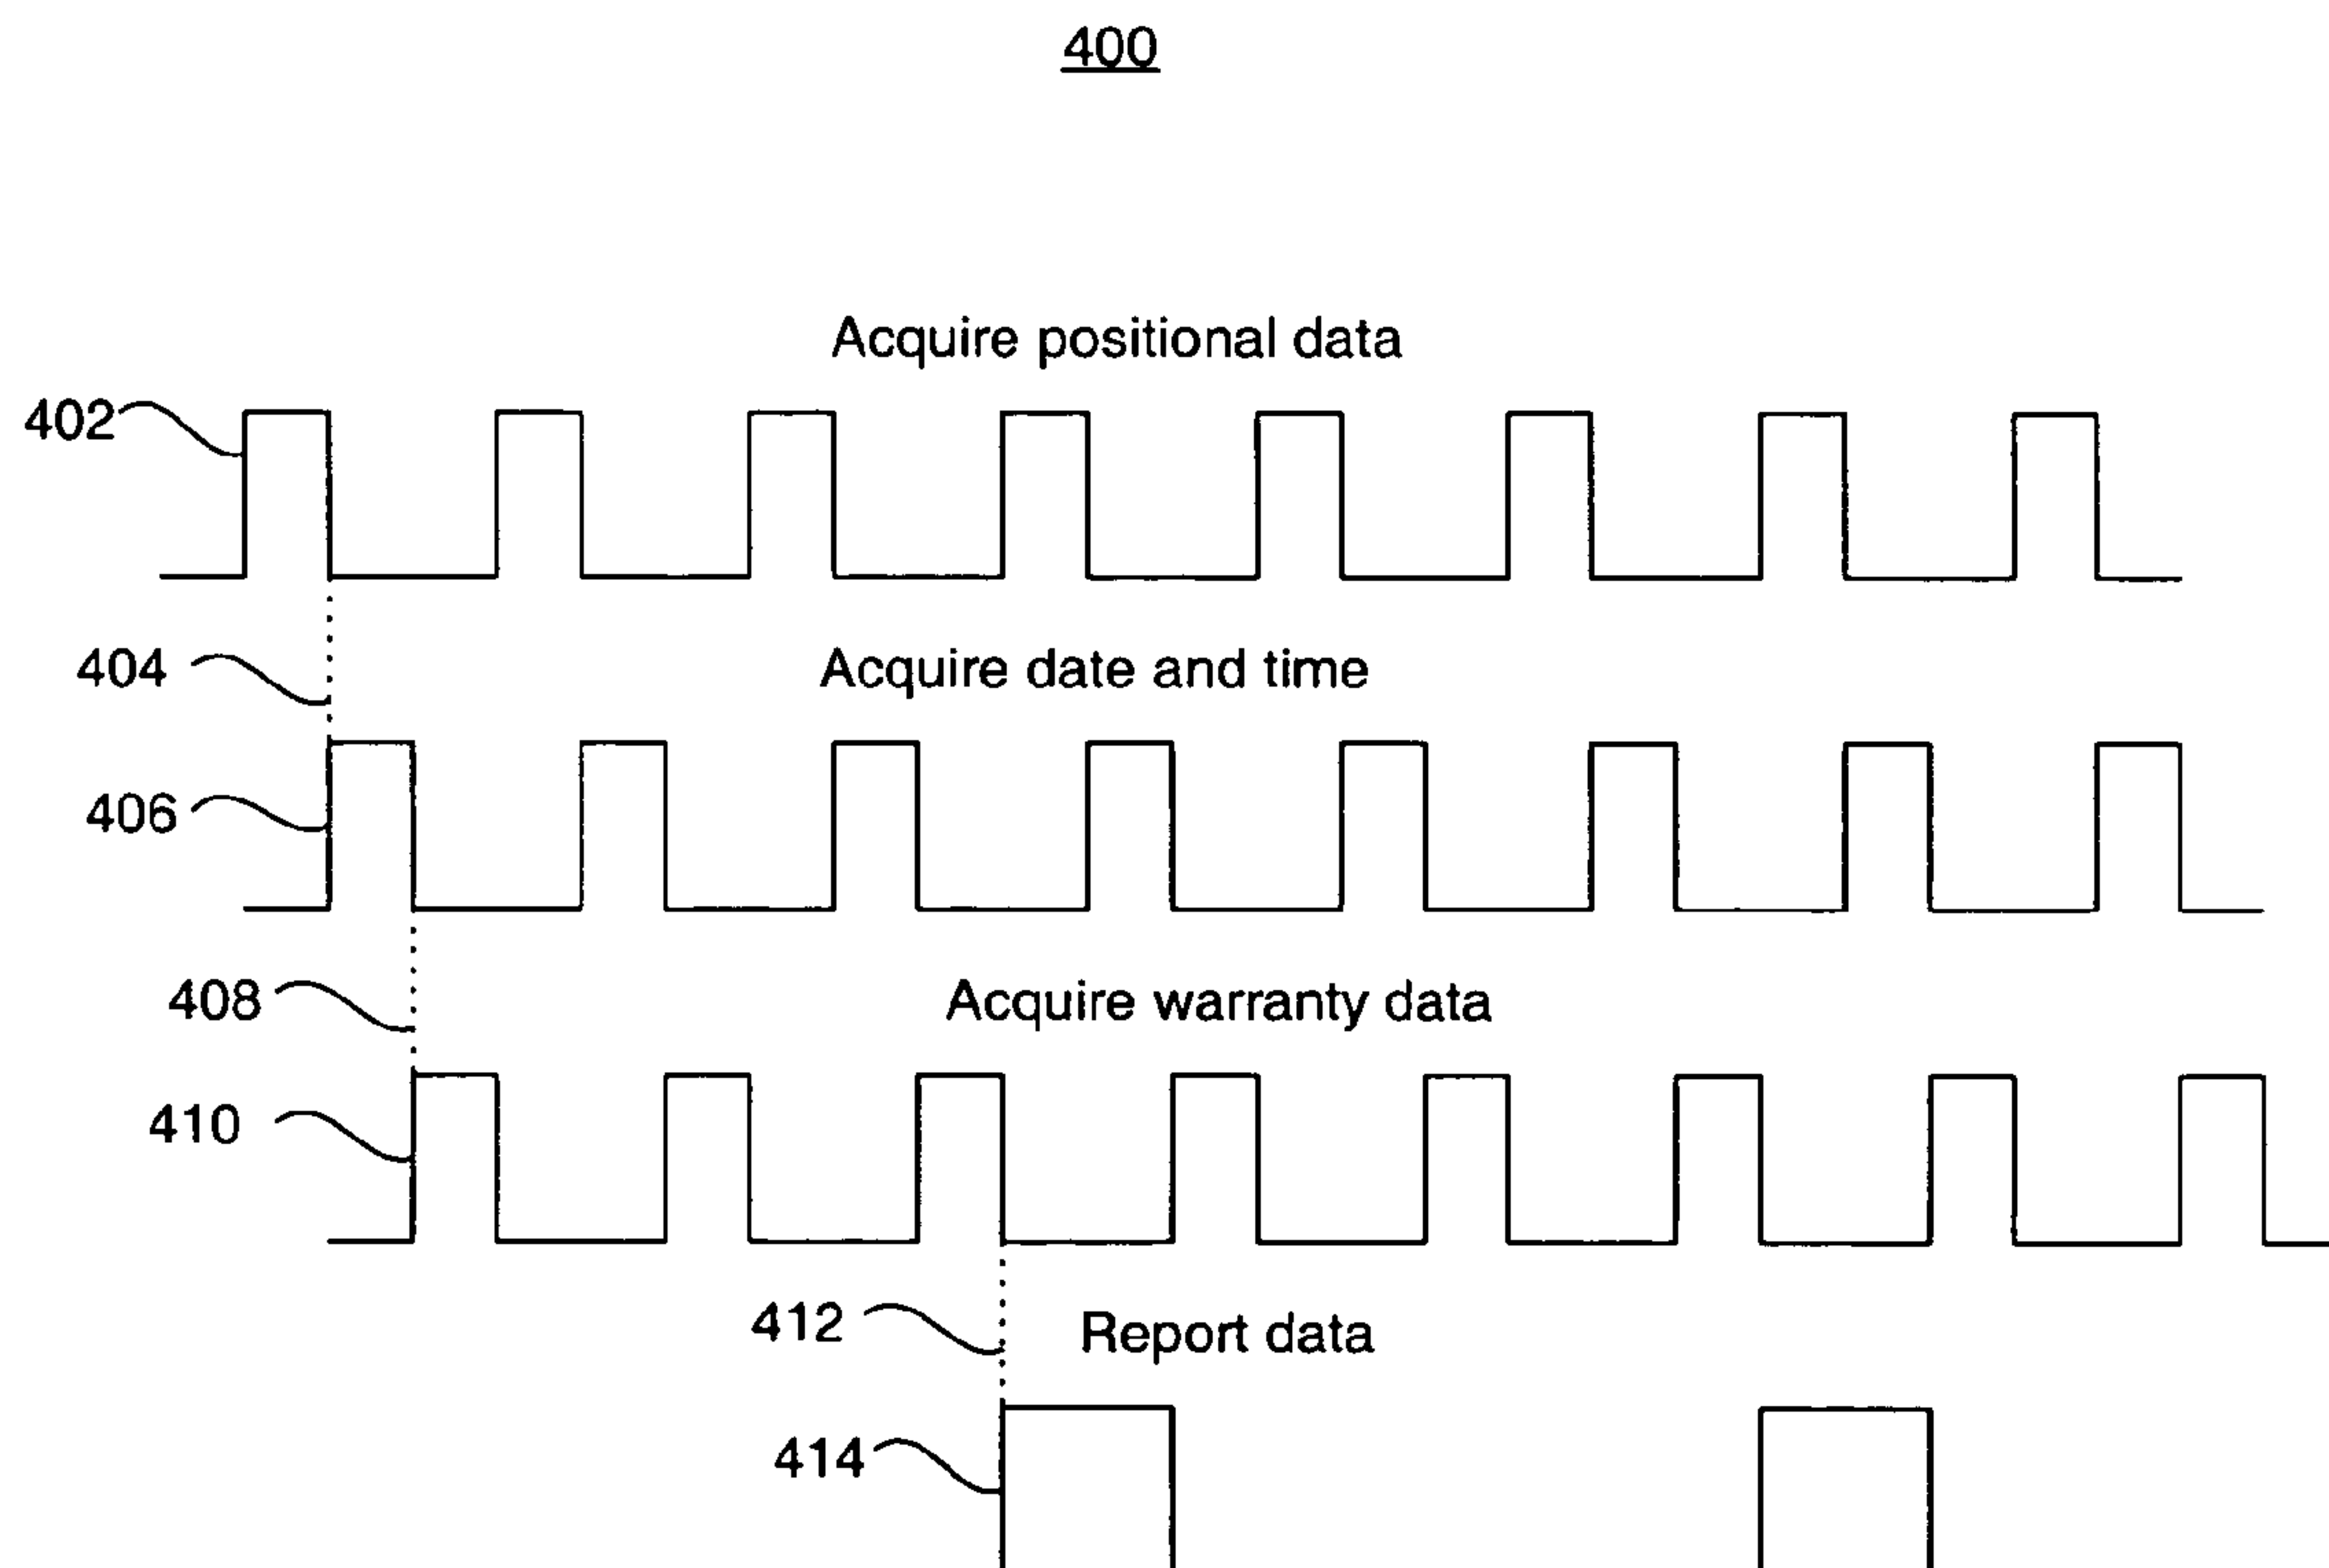 400
Acquire positional data
402
404
Acquire date and time
406
408
Acquire warranty data
410
412
Report data
414